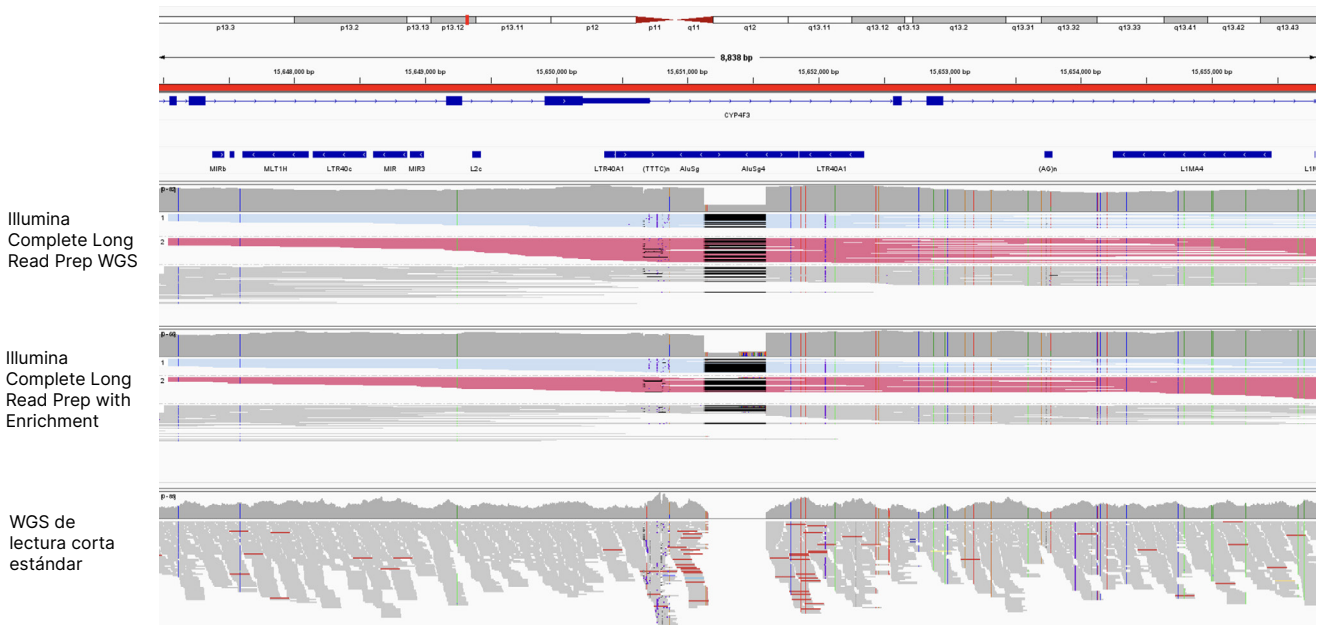 p13.3 p13.2 p13.13 p13.12 p13.11 p12 p11 q11 q12 q13.11 q13.12 q13.13 q13.2 q13.31 q13.32 q13.33 q13.41 q13.42 q13.43
8,838 bp
15,648,000 bp 15,649,000 bp 15,650,000 bp 15,651,000 bp 15,652,000 bp 15,653,000 bp 15,654,000 bp 15,655,000 bp
CYP4F3
MIRb MLT1H LTR40c MIR MIR3 L2c LTR40A1 (TTTC)n AluSg AluSg4 LTR40A1 (AG)n L1MA4
Illumina
Complete Long
Read Prep WGS
1
2
Illumina
Complete Long
Read Prep with
Enrichment
1
2
WGS de
lectura corta
estándar